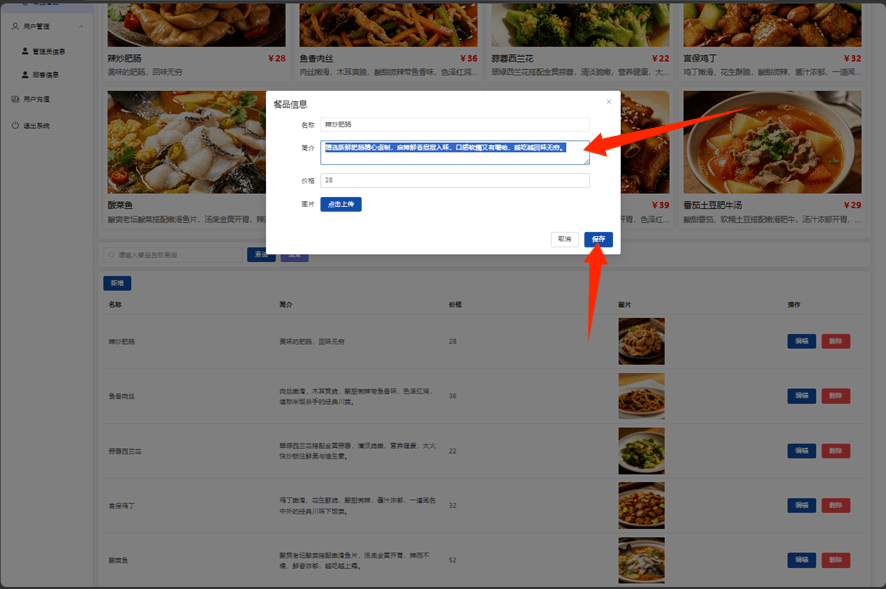 用户管理
管理员信息
顾客信息
用户充值
退出系统
辣炒肥肠
￥28
美味的肥肠，回味无穷
鱼香肉丝
￥36
肉丝嫩滑，木耳爽脆，酸甜微辣带鱼香味，色泽红润...
蒜蓉西兰花
￥22
翠绿西兰花搭配金黄蒜蓉，清淡脆嫩，营养健康，大...
宫保鸡丁
￥32
鸡丁嫩滑，花生酥脆，酸甜微辣，酱汁浓郁，一道闻...
酸菜鱼
酸爽老坛酸菜搭配嫩滑鱼片，汤底金黄开胃，辣
￥39
开胃，色泽红...
番茄土豆肥牛汤
￥29
酸甜番茄、软糯土豆搭配嫩滑肥牛，汤汁浓郁开胃，...
餐品信息
名称
辣炒肥肠
简介
精选新鲜肥肠精心卤制，麻辣鲜香层层入味，口感软糯又有嚼劲，越吃越回味无穷。
价格
28
图片
点击上传
取消
保存
请输入餐品名称查询
查询
新增
名称
简介
价格
图片
操作
辣炒肥肠
美味的肥肠，回味无穷
28
编辑
删除
鱼香肉丝
肉丝嫩滑，木耳爽脆，酸甜微辣带鱼香味，色泽红润，
堪称米饭杀手的经典川菜。
36
编辑
删除
蒜蓉西兰花
翠绿西兰花搭配金黄蒜蓉，清淡脆嫩，营养健康，大火
快炒锁住鲜美与维生素。
22
编辑
删除
宫保鸡丁
鸡丁嫩滑，花生酥脆，酸甜微辣，酱汁浓郁，一道闻名
中外的经典川味下饭菜。
32
编辑
删除
酸菜鱼
酸爽老坛酸菜搭配嫩滑鱼片，汤底金黄开胃，辣而不
燥，鲜香浓郁，越吃越上瘾。
52
编辑
删除